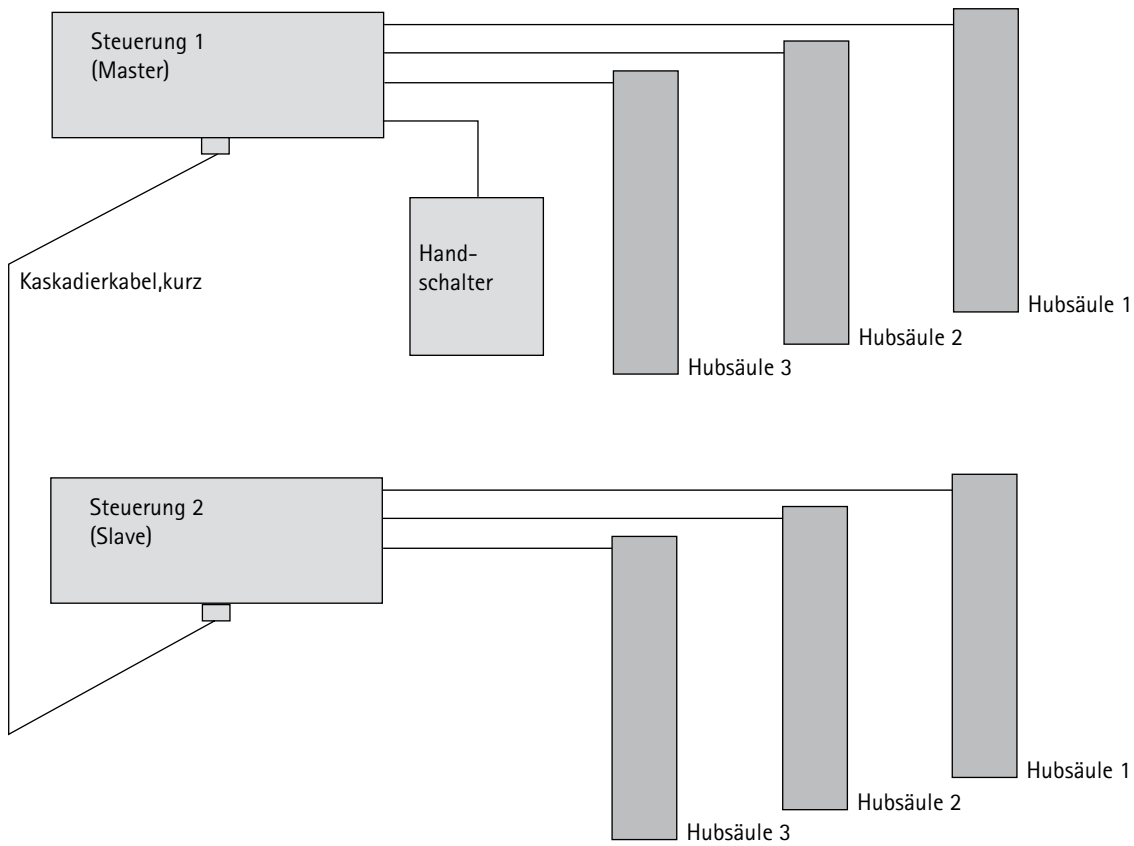 Steuerung 1
(Master)
Hand-
schalter
Kaskadierkabel,kurz
Hubsäule 1
Hubsäule 2
Hubsäule 3
Steuerung 2
(Slave)
Hubsäule 1
Hubsäule 2
Hubsäule 3